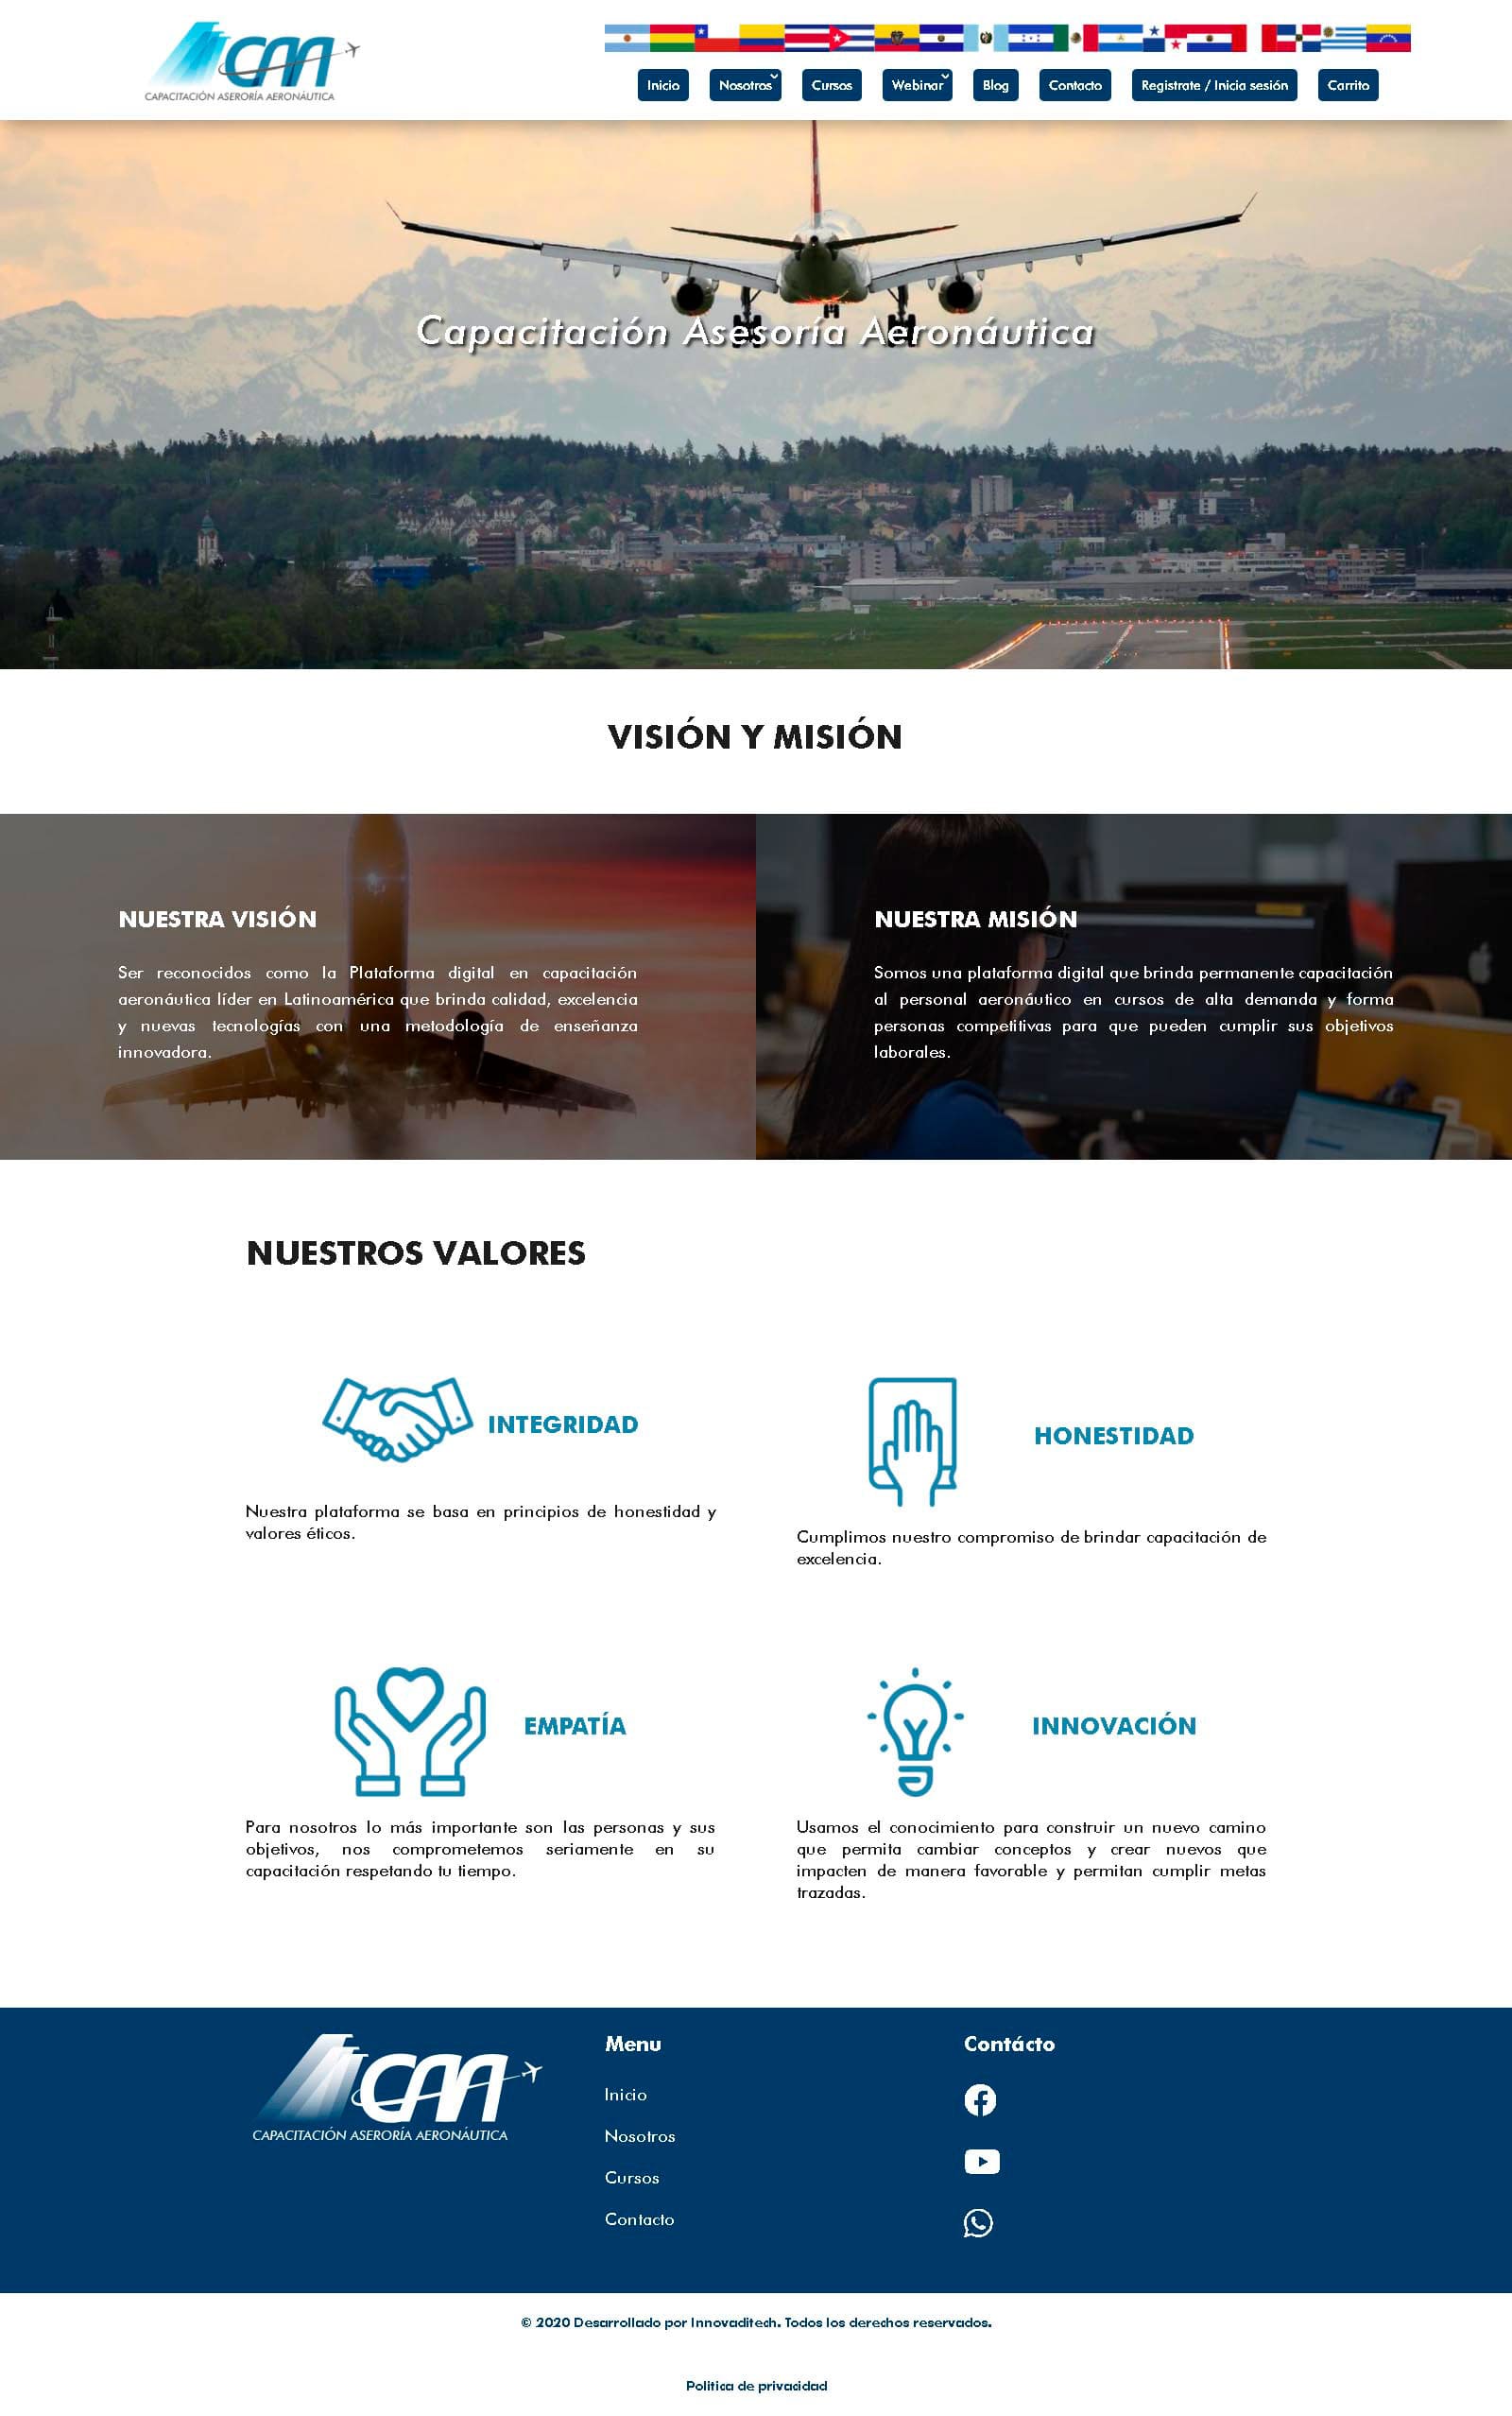 CAA
CAPACITACIÓN ASERORÍA AERONÁUTICA
Inicio
Nosotros
Cursos
Webinar
Blog
Contacto
Registrate / Inicia sesión
Carrito
Capacitación Asesoría Aeronáutica
VISIÓN Y MISIÓN
NUESTRA VISIÓN
Ser reconocidos como la Plataforma digital en capacitación
aeronáutica líder en Latinoamérica que brinda calidad, excelencia
y nuevas tecnologías con una metodología de enseñanza
innovadora.
NUESTRA MISIÓN
Somos una plataforma digital que brinda permanente capacitación
al personal aeronáutico en cursos de alta demanda y forma
personas competitivas para que pueden cumplir sus objetivos
laborales.
NUESTROS VALORES
INTEGRIDAD
Nuestra plataforma se basa en principios de honestidad y
valores éticos.
HONESTIDAD
Cumplimos nuestro compromiso de brindar capacitación de
excelencia.
EMPATÍA
Para nosotros lo más importante son las personas y sus
objetivos, nos comprometemos seriamente en su
capacitación respetando tu tiempo.
INNOVACIÓN
Usamos el conocimiento para construir un nuevo camino
que permita cambiar conceptos y crear nuevos que
impacten de manera favorable y permitan cumplir metas
trazadas.
CAA
CAPACITACIÓN ASERORÍA AERONÁUTICA
Menu
Inicio
Nosotros
Cursos
Contacto
Contácto
© 2020 Desarrollado por Innovaditech. Todos los derechos reservados.
Politica de privacidad